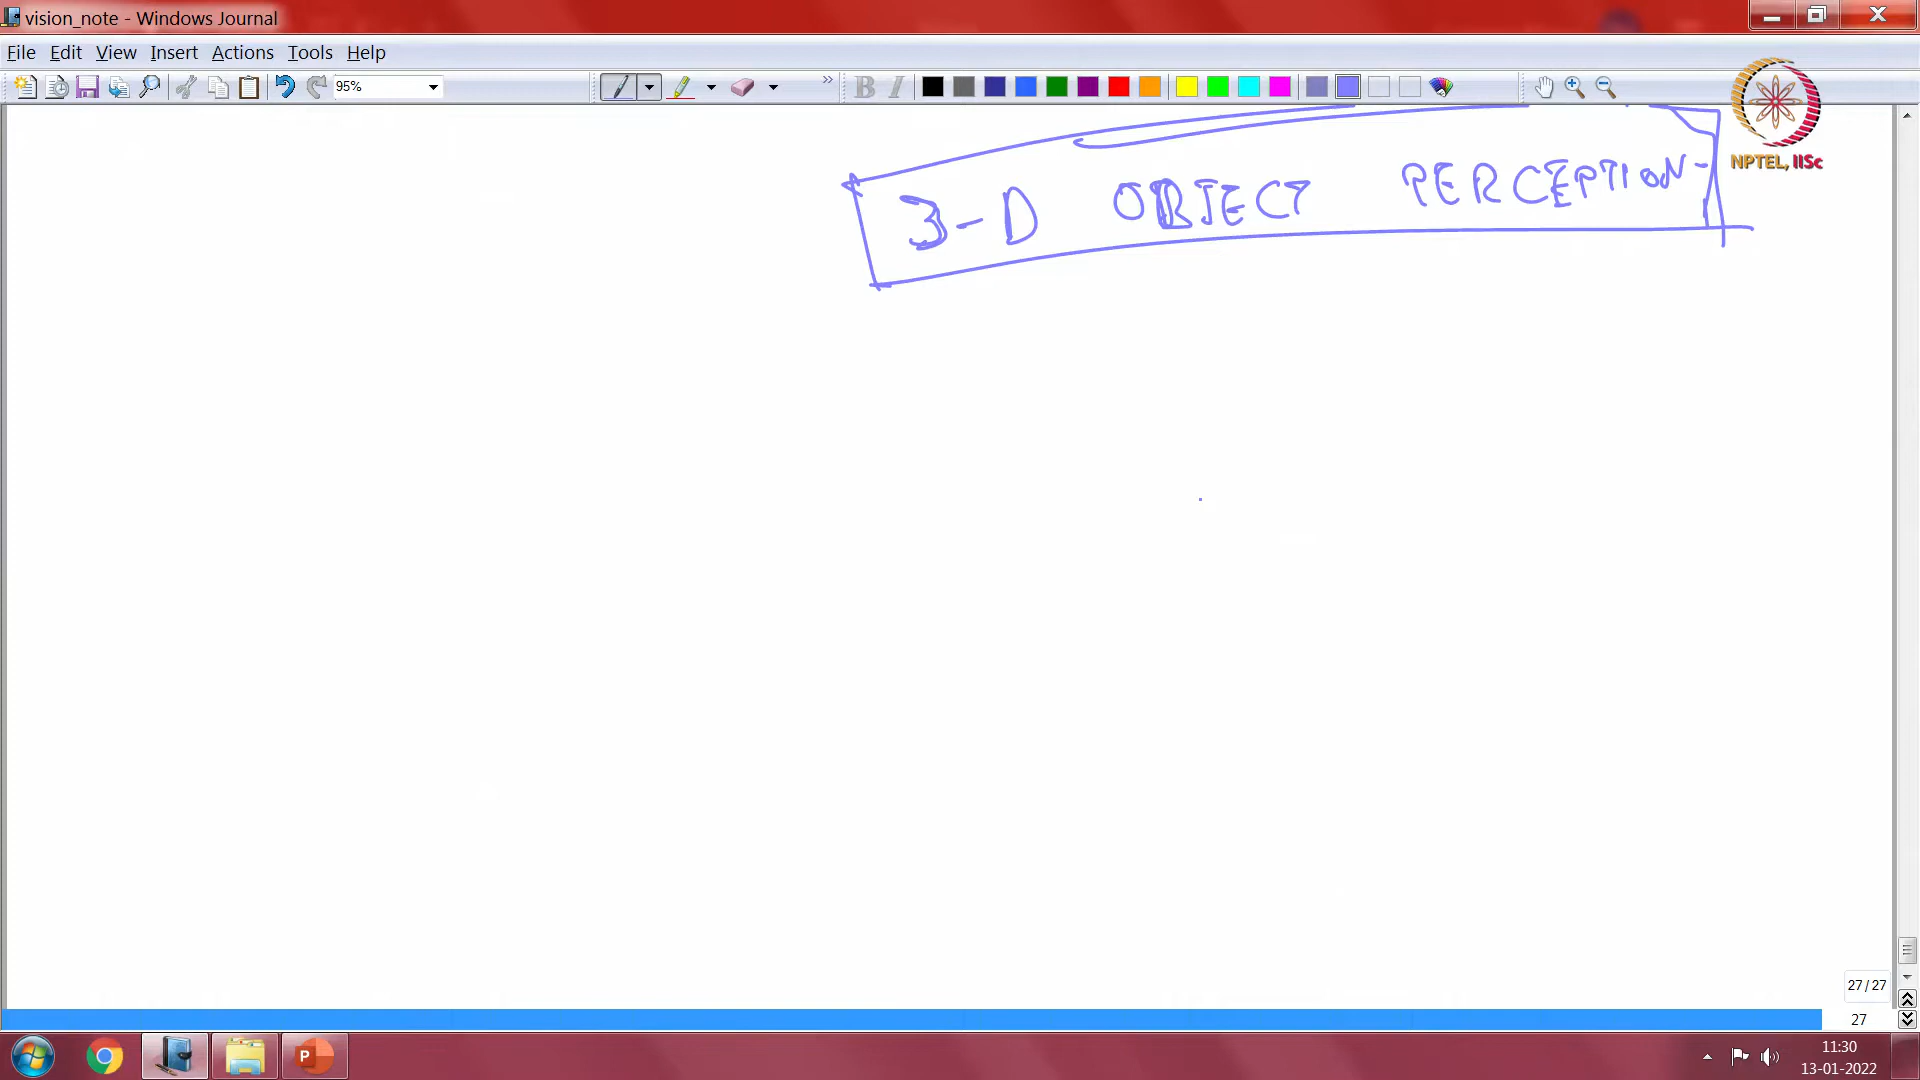 vision_note - Windows Journal
File Edit View Insert Actions Tools Help
95%
B I
NPTEL, IISc
3-D OBJECT PERCEPTION-
27 / 27
27
P
11:30
13-01-2022